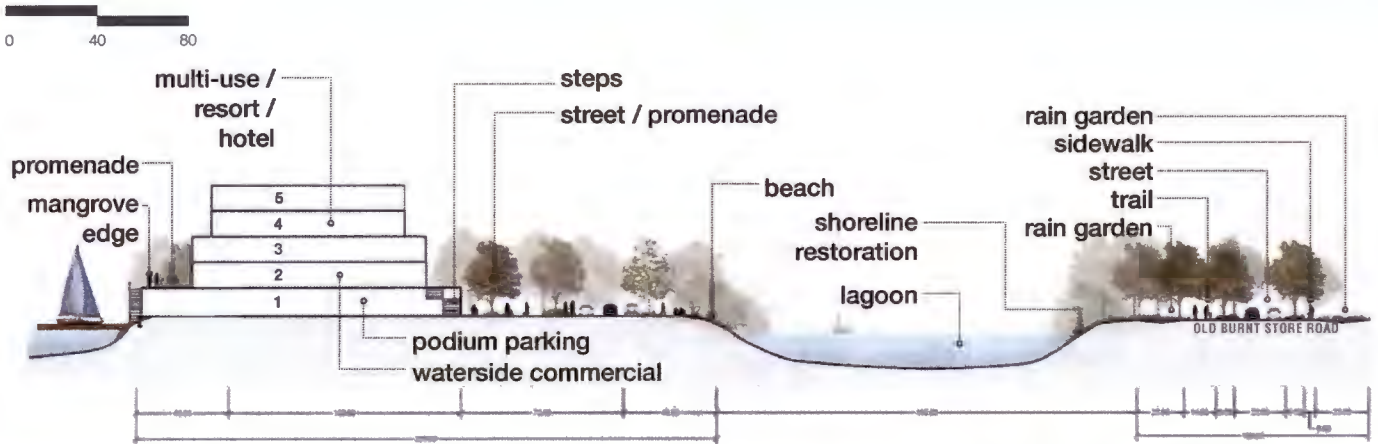 0 40 80
multi-use /
resort /
hotel
steps
street / promenade
promenade
mangrove
edge
5
4
3
2
1
podium parking
waterside commercial
beach
shoreline
restoration
lagoon
rain garden
sidewalk
street
trail
rain garden
OLD BURNT STORE ROAD